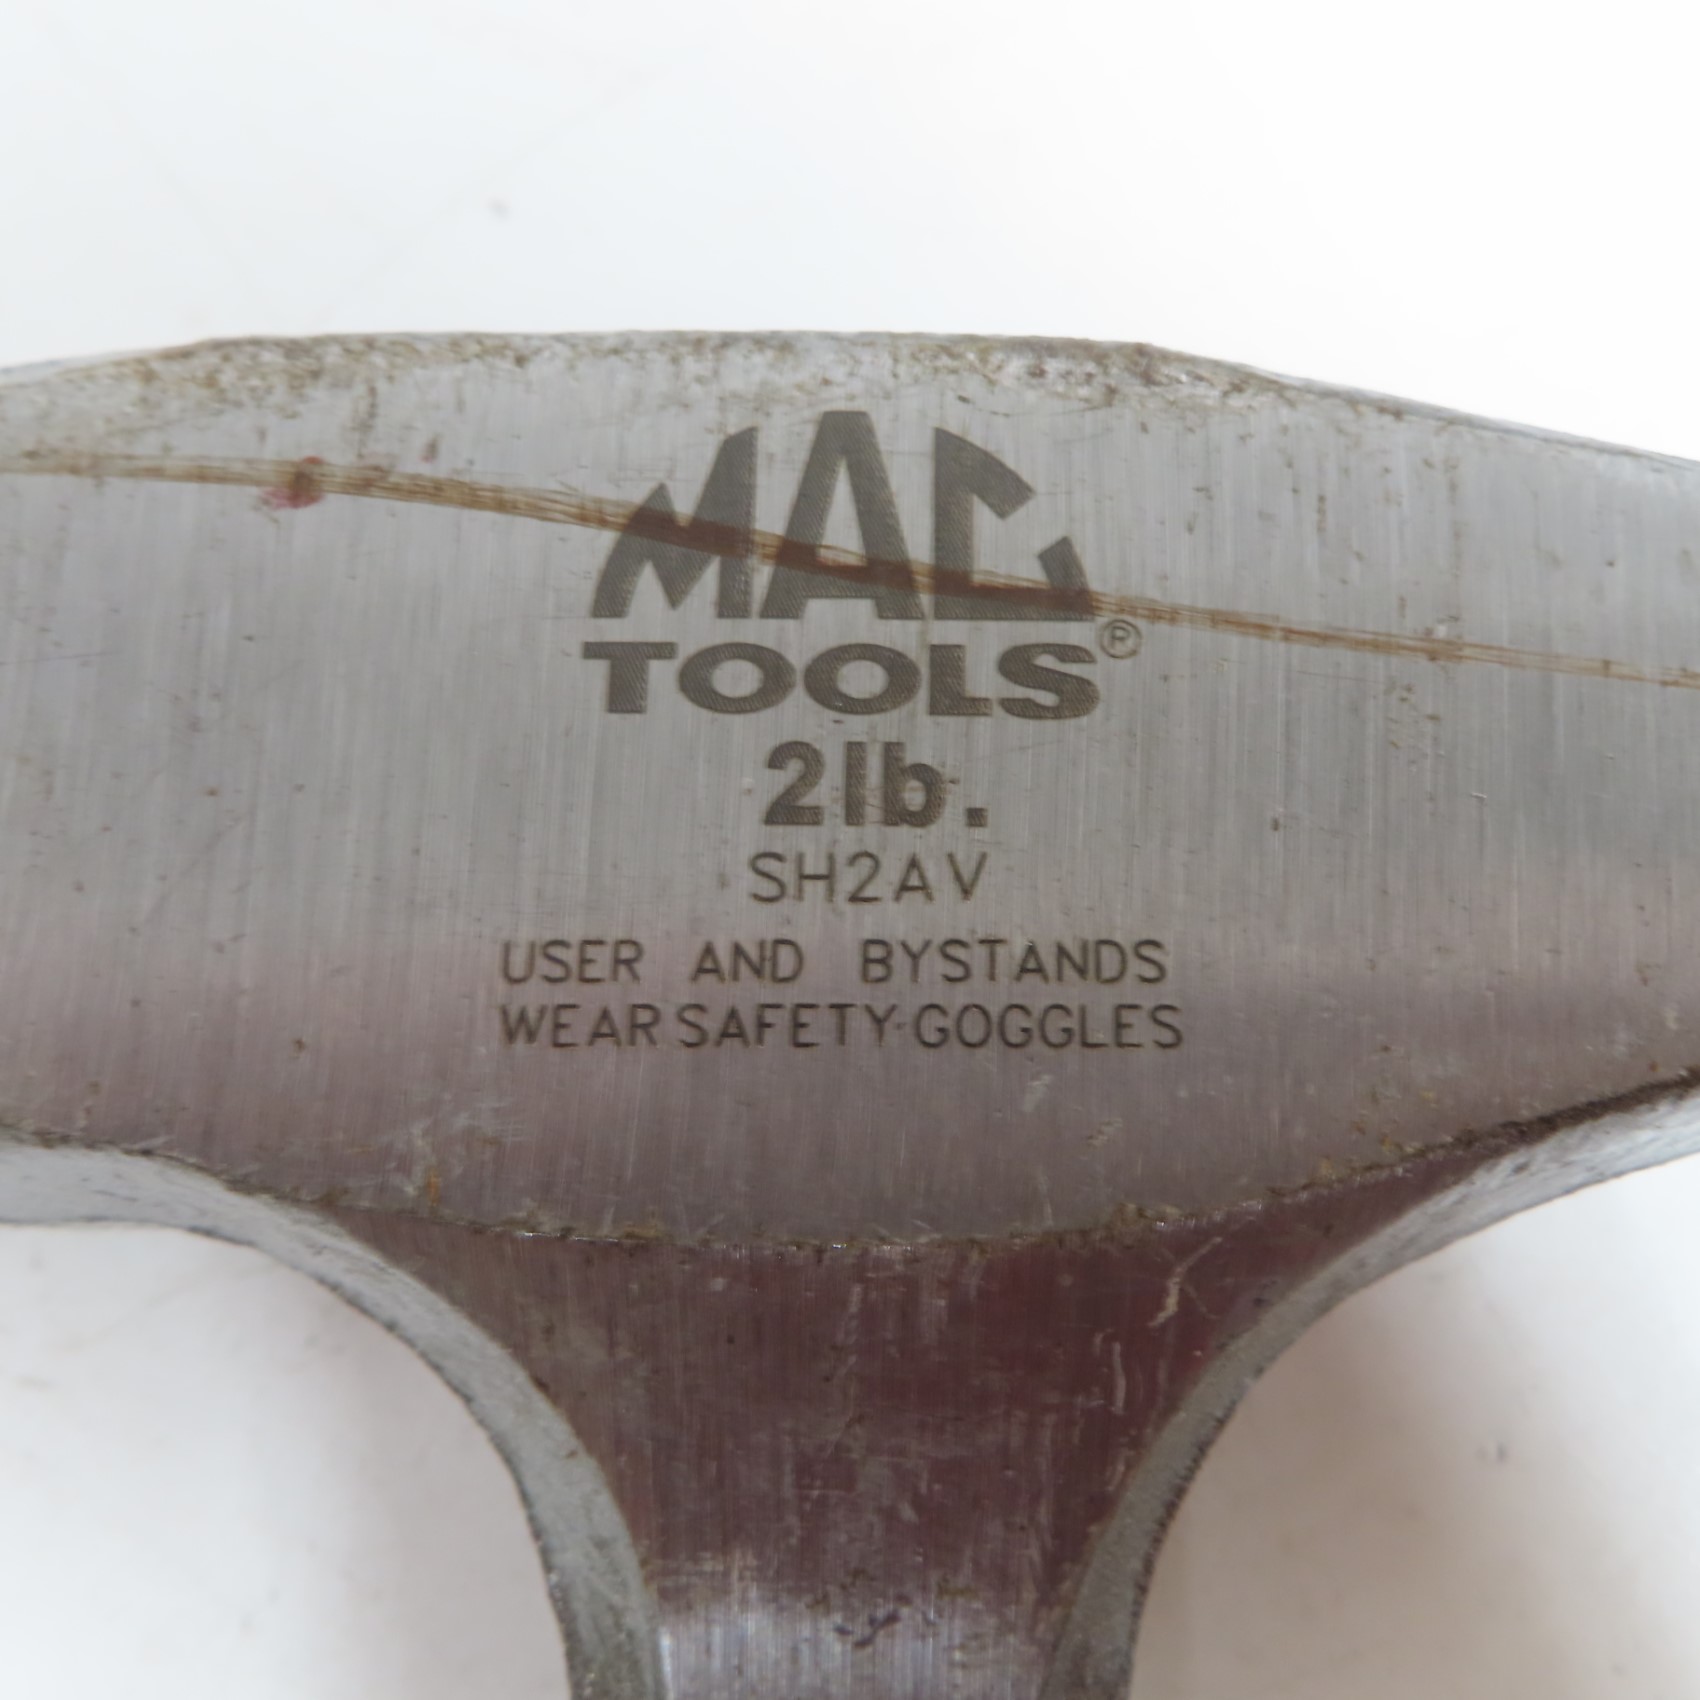 MAC
TOOLS®
2lb.
SH2AV
USER AND BYSTANDS
WEAR SAFETY GOGGLES